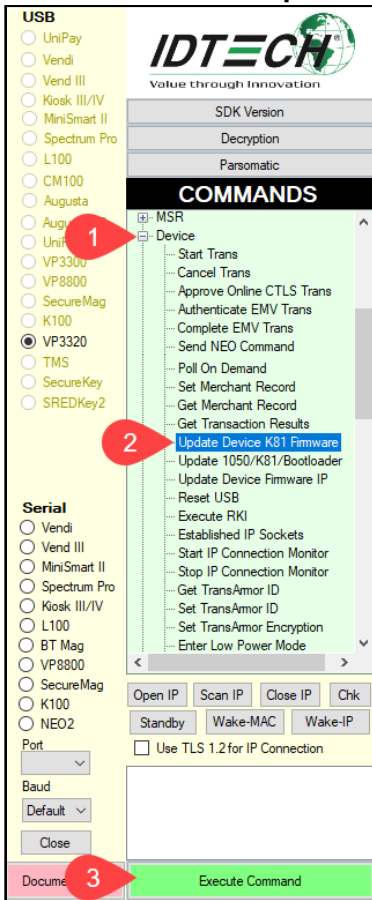 USB
UniPay
Vendi
Vend III
Kiosk III/IV
MiniSmart II
Spectrum Pro
L100
CM100
Augusta
VP3300
VP8800
SecureMag
K100
VP3320
TMS
SecureKey
SREDKey2
Serial
Vendi
Vend III
MiniSmart II
Spectrum Pro
Kiosk III/IV
L100
BT Mag
VP8800
SecureMag
K100
NEO2
Port
Baud
Default
Close
IDTECH®
Value through Innovation
SDK Version
Decryption
Parsomatic
COMMANDS
MSR
1
Device
Start Trans
Cancel Trans
Approve Online CTLS Trans
Authenticate EMV Trans
Complete EMV Trans
Send NEO Command
Poll On Demand
Set Merchant Record
Get Merchant Record
Get Transaction Results
2
Update Device K81 Firmware
Update 1050/K81/Bootloader
Update Device Firmware IP
Reset USB
Execute RKI
Established IP Sockets
Start IP Connection Monitor
Stop IP Connection Monitor
Get TransArmor ID
Set TransArmor ID
Set TransArmor Encryption
Enter Low Power Mode
Open IP Scan IP Close IP Chk
Standby Wake-MAC Wake-IP
Use TLS 1.2 for IP Connection
Docume
3
Execute Command